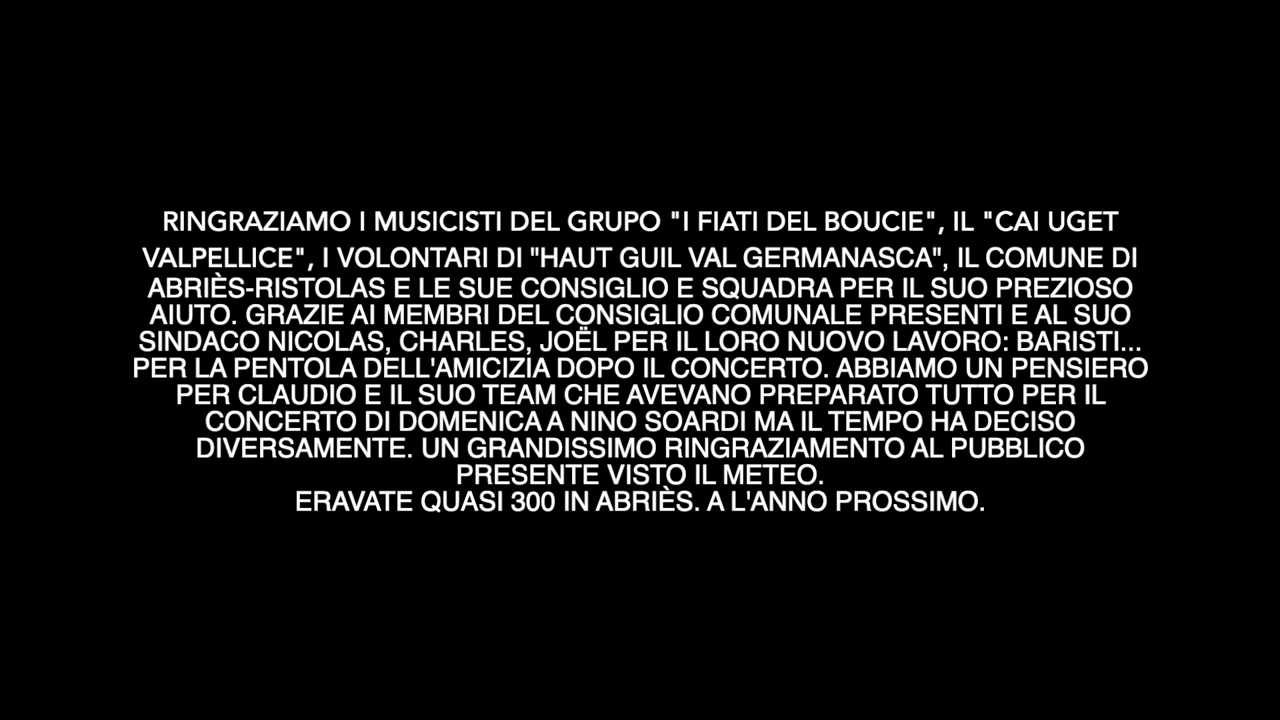 RINGRAZIAMO I MUSICISTI DEL GRUPO "I FIATI DEL BOUCIE", IL "CAI UGET
VALPELLICE", I VOLONTARI DI "HAUT GUIL VAL GERMANASCA", IL COMUNE DI
ABRIÈS-RISTOLAS E LE SUE CONSIGLIO E SQUADRA PER IL SUO PREZIOSO
AIUTO. GRAZIE AI MEMBRI DEL CONSIGLIO COMUNALE PRESENTI E AL SUO
SINDACO NICOLAS, CHARLES, JOËL PER IL LORO NUOVO LAVORO: BARISTI...
PER LA PENTOLA DELL'AMICIZIA DOPO IL CONCERTO. ABBIAMO UN PENSIERO
PER CLAUDIO E IL SUO TEAM CHE AVEVANO PREPARATO TUTTO PER IL
CONCERTO DI DOMENICA A NINO SOARDI MA IL TEMPO HA DECISO
DIVERSAMENTE. UN GRANDISSIMO RINGRAZIAMENTO AL PUBBLICO
PRESENTE VISTO IL METEO.
ERAVATE QUASI 300 IN ABRIÈS. A L'ANNO PROSSIMO.